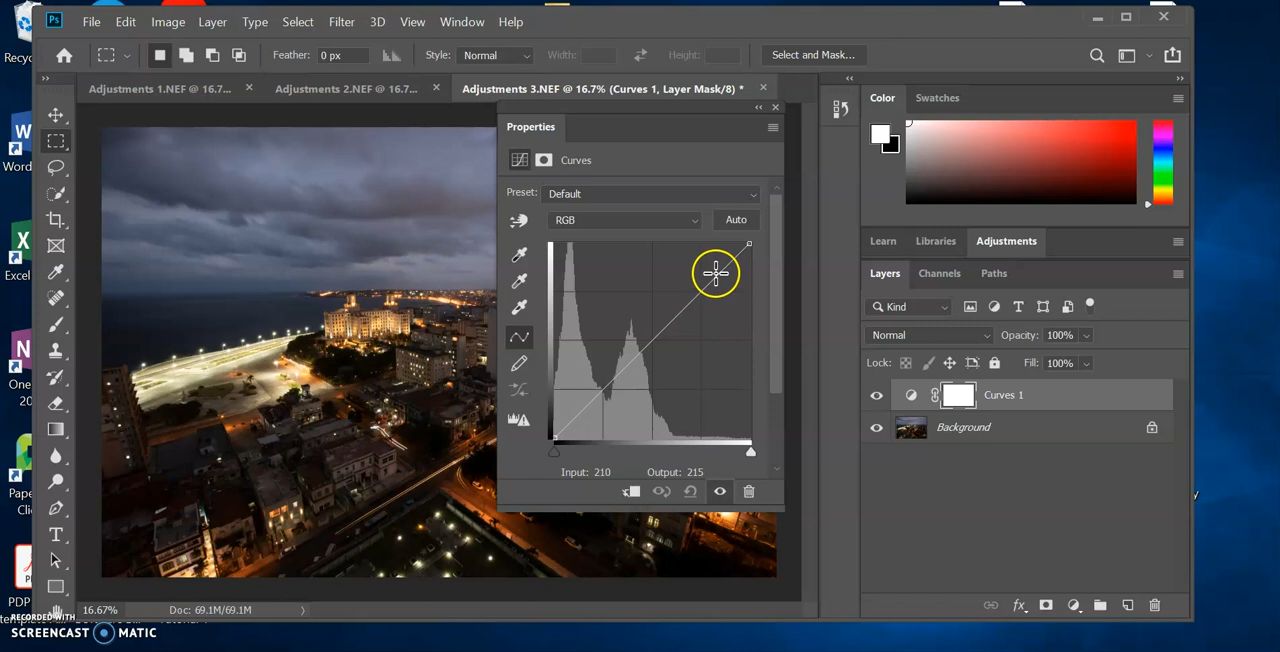 Recyc
Ps File Edit Image Layer Type Select Filter 3D View Window Help
Feather: 0 px Style: Normal Width: Height: Select and Mask...
Adjustments 1.NEF @ 16.7... Adjustments 2.NEF @ 16.7... Adjustments 3.NEF @ 16.7% (Curves 1, Layer Mask/8) *
Color Swatches
Properties
Curves
Word
Preset: Default
RGB Auto
Learn Libraries Adjustments
Excel
Layers Channels Paths
Kind
Normal Opacity: 100%
Lock: Fill: 100%
One
20
Curves 1
Background
Input: 210 Output: 215
Pape
Cli
y
PDP
16.67% Doc: 69.1M/69.1M
RECORDED WITH
SCREENCAST MATIC